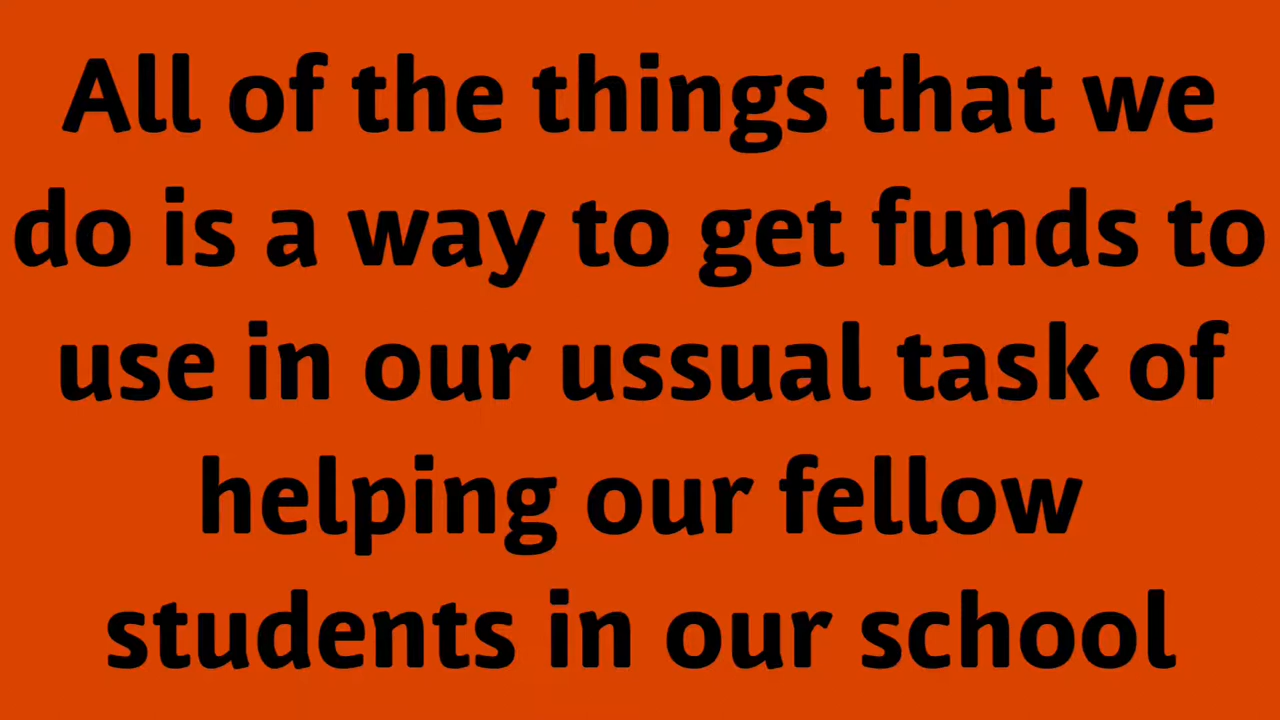 All of the things that we
do is a way to get funds to
use in our ussual task of
helping our fellow
students in our school